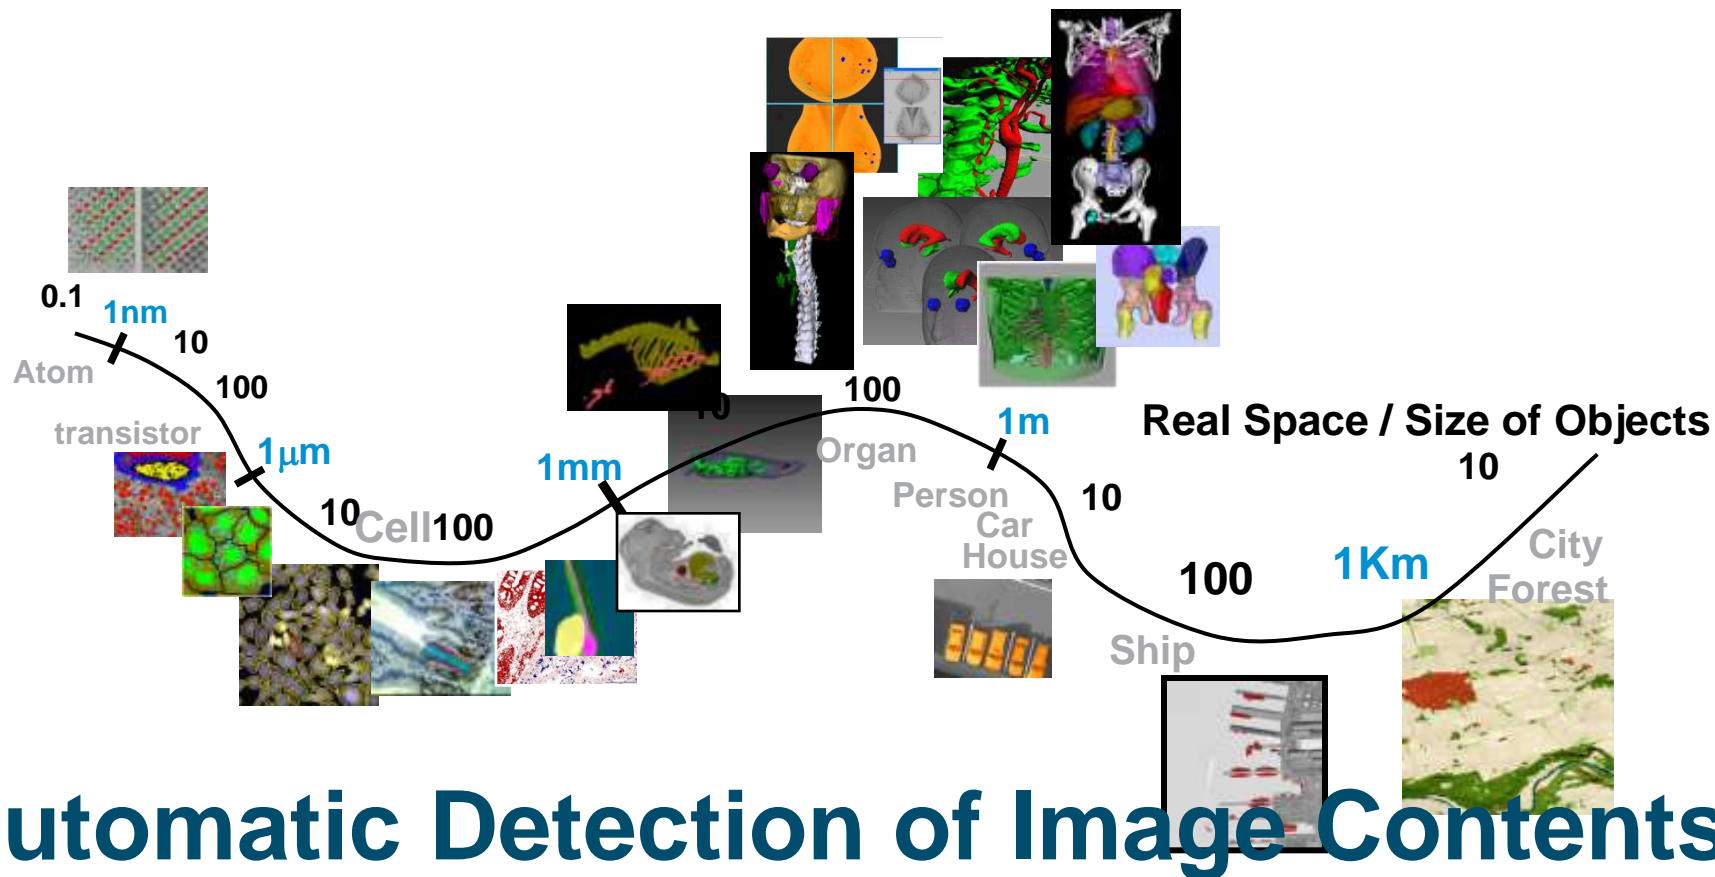 0.1
1nm
10
Atom
100
transistor
1μm
10
Cell
100
1mm
10
100
Organ
1m
Person
Car
House
Real Space / Size of Objects
10
10
100
1Km
City
Forest
Ship
utomatic Detection of Image Contents